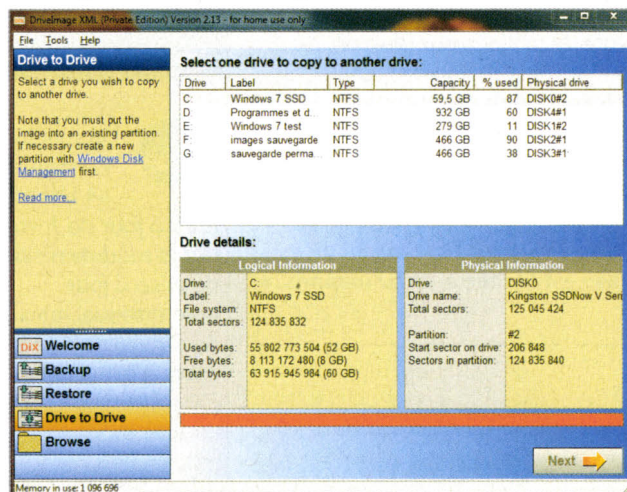 DriveImage XML (Private Edition) Version 2.13 - for home use only
File Tools Help
Drive to Drive
Select a drive you wish to copy
to another drive.
Note that you must put the
image into an existing partition.
If necessary create a new
partition with Windows Disk
Management first.
Read more...
DiX Welcome
Backup
Restore
Drive to Drive
Browse
Select one drive to copy to another drive:
Drive Label Type Capacity % used Physical drive
C: Windows 7 SSD NTFS 59,5 GB 87 DISK0#2
D: Programmes et d... NTFS 932 GB 60 DISK4#1
E: Windows 7 test NTFS 279 GB 11 DISK1#2
F: images sauvegarde NTFS 466 GB 90 DISK2#1
G: sauvegarde perma... NTFS 466 GB 38 DISK3#1
Drive details:
Logical Information
Drive: C:
Label: Windows 7 SSD
File system: NTFS
Total sectors: 124 835 832
Used bytes: 55 802 773 504 (52 GB)
Free bytes: 8 113 172 480 (8 GB)
Total bytes: 63 915 945 984 (60 GB)
Physical Information
Drive: DISK0
Drive name: Kingston SSDNow V Seri
Total sectors: 125 045 424
Partition: #2
Start sector on drive: 206 848
Sectors in partition: 124 835 840
Next
Memory in use: 1 096 696